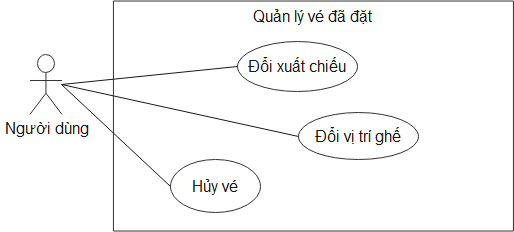 Quản lý vé đã đặt
Đổi xuất chiếu
Người dùng
Đổi vị trí ghế
Hủy vé